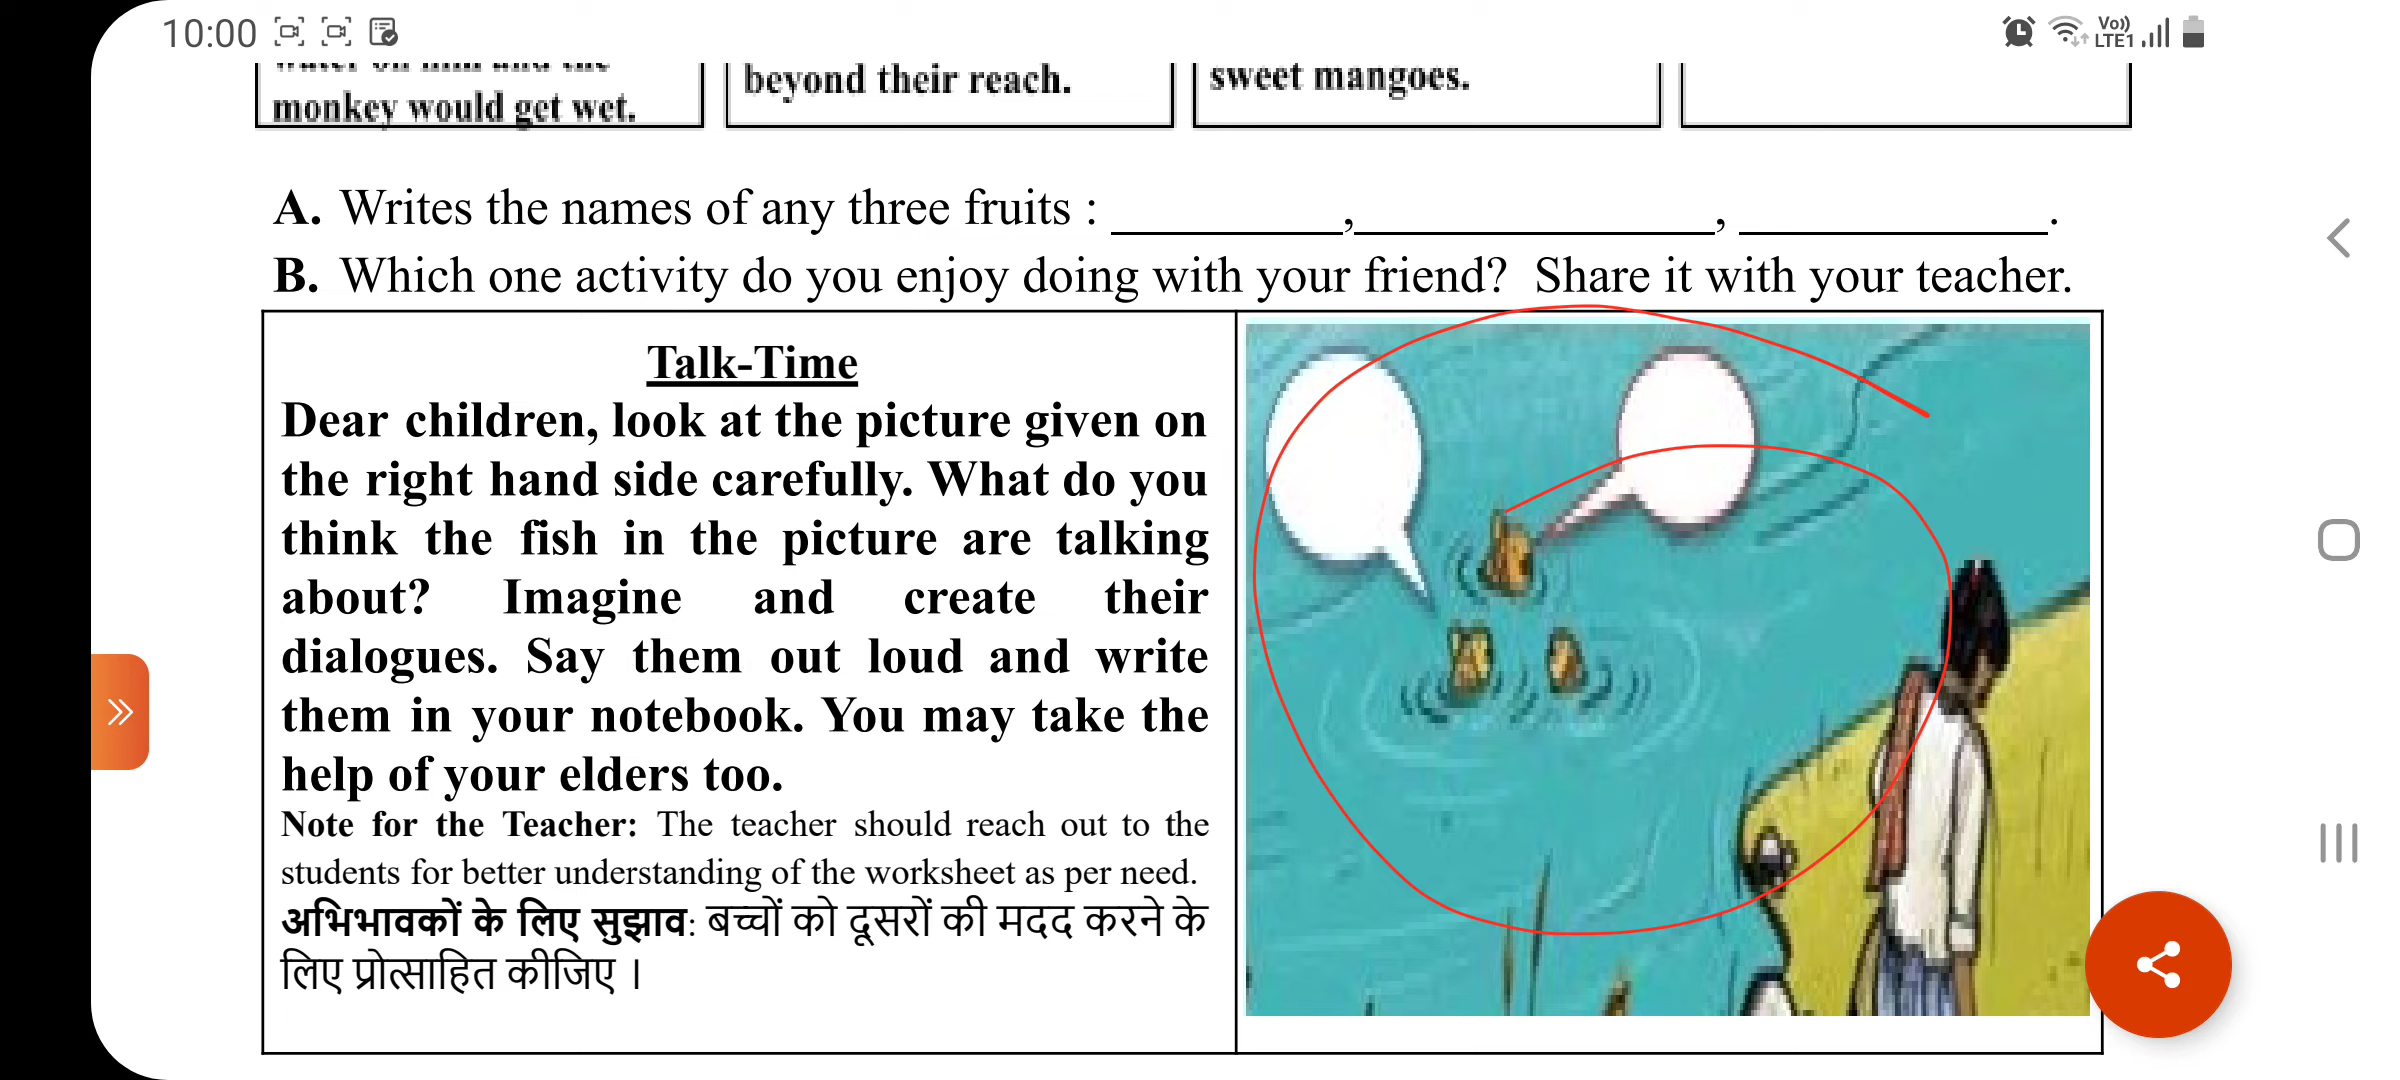 10:00
Vo)) LTE1
monkey would get wet.
beyond their reach.
sweet mangoes.
A. Writes the names of any three fruits : __________,______________, ____________.
B. Which one activity do you enjoy doing with your friend? Share it with your teacher.
Talk-Time
Dear children, look at the picture given on
the right hand side carefully. What do you
think the fish in the picture are talking
about? Imagine and create their
dialogues. Say them out loud and write
them in your notebook. You may take the
help of your elders too.
Note for the Teacher: The teacher should reach out to the
students for better understanding of the worksheet as per need.
अभिभावकों के लिए सुझाव: बच्चों को दूसरों की मदद करने के
लिए प्रोत्साहित कीजिए ।